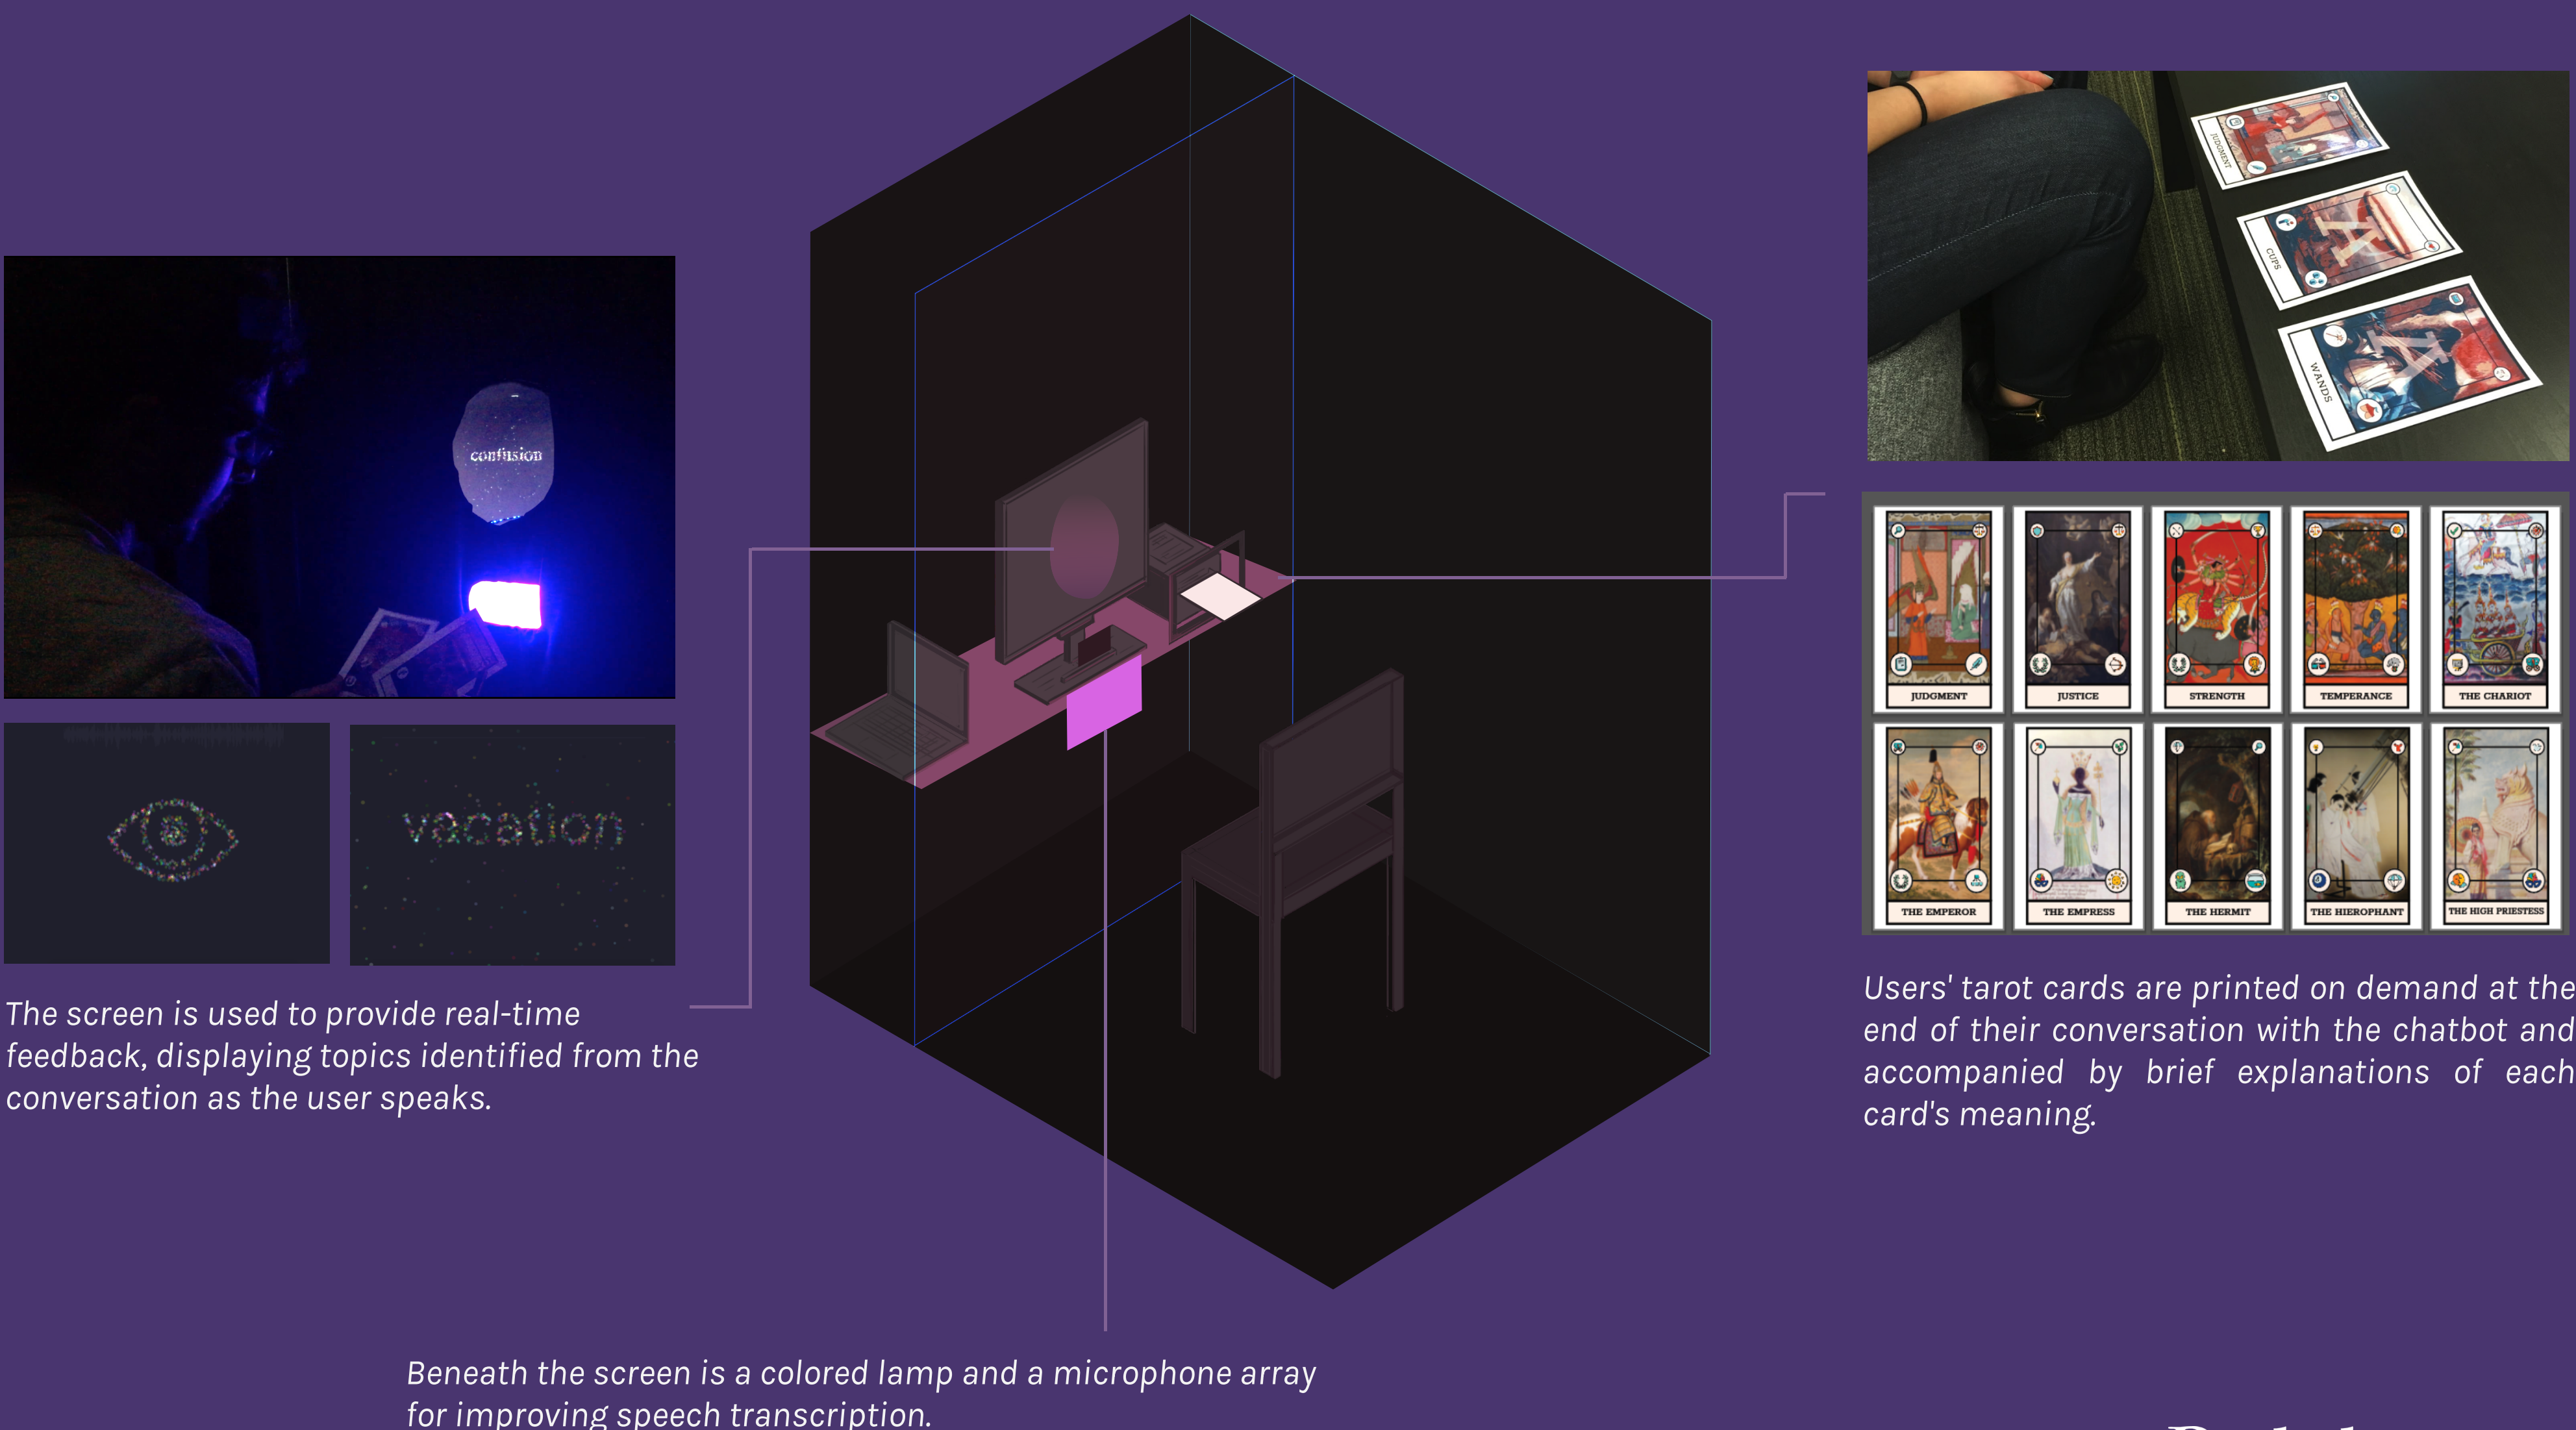 confusion
vacation
The screen is used to provide real-time
feedback, displaying topics identified from the
conversation as the user speaks.
Beneath the screen is a colored lamp and a microphone array
for improving speech transcription.
JUDGMENT
CUPS
A
WANDS
A
JUDGMENT
JUSTICE
STRENGTH
TEMPERANCE
THE CHARIOT
THE EMPEROR
THE EMPRESS
THE HERMIT
THE HIEROPHANT
THE HIGH PRIESTESS
Users' tarot cards are printed on demand at the
end of their conversation with the chatbot and
accompanied by brief explanations of each
card's meaning.